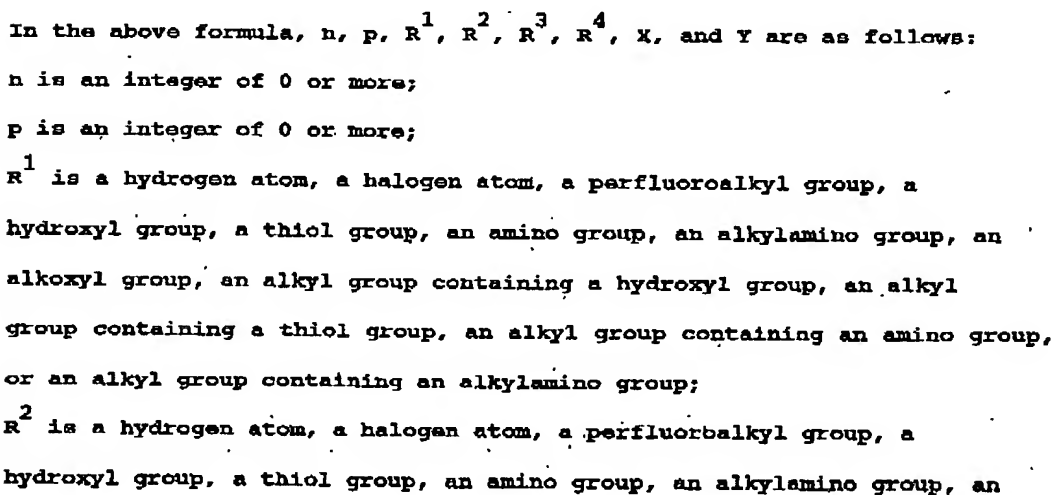 In the above formula, n, p, R¹, R², R³, R⁴, X, and Y are as follows:
n is an integer of 0 or more;
p is an integer of 0 or more;
R¹ is a hydrogen atom, a halogen atom, a perfluoroalkyl group, a
hydroxyl group, a thiol group, an amino group, an alkylamino group, an
alkoxyl group, an alkyl group containing a hydroxyl group, an alkyl
group containing a thiol group, an alkyl group containing an amino group,
or an alkyl group containing an alkylamino group;
R² is a hydrogen atom, a halogen atom, a perfluorbalkyl group, a
hydroxyl group, a thiol group, an amino group, an alkylamino group, an